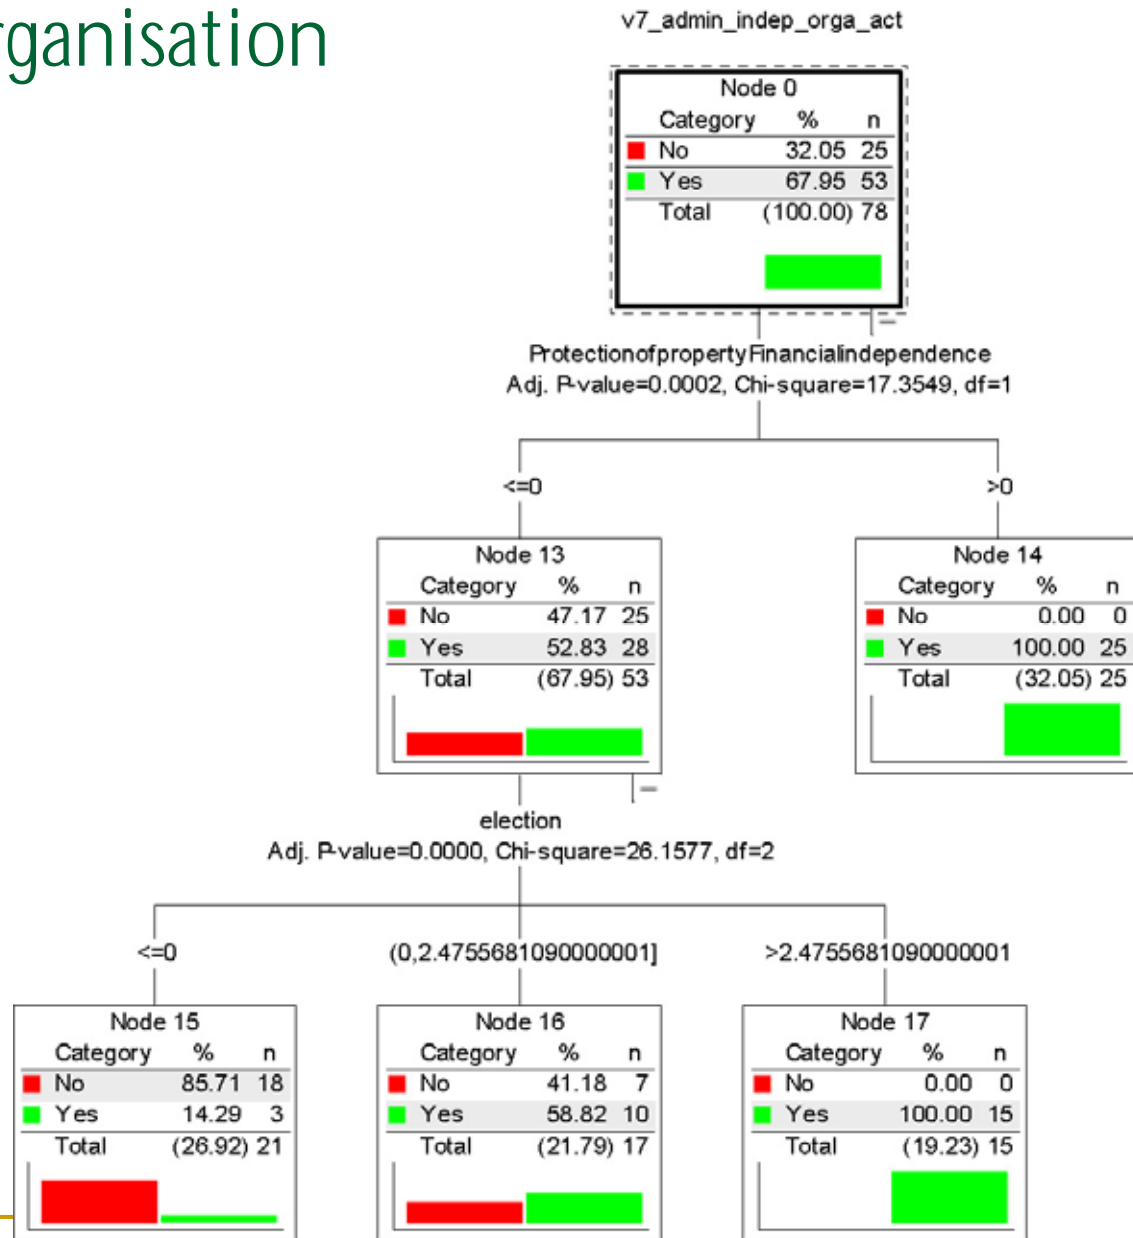 rganisation
v7_admin_indep_orga_act
Node 0
Category % n
No 32.05 25
Yes 67.95 53
Total (100.00) 78
ProtectionofpropertyFinancialindependence
Adj. P-value=0.0002, Chi-square=17.3549, df=1
<=0 >0
Node 13 Node 14
Category % n Category % n
No 47.17 25 No 0.00 0
Yes 52.83 28 Yes 100.00 25
Total (67.95) 53 Total (32.05) 25
election
Adj. P-value=0.0000, Chi-square=26.1577, df=2
<=0 (0,2.4755681090000001] >2.4755681090000001
Node 15 Node 16 Node 17
Category % n Category % n Category % n
No 85.71 18 No 41.18 7 No 0.00 0
Yes 14.29 3 Yes 58.82 10 Yes 100.00 15
Total (26.92) 21 Total (21.79) 17 Total (19.23) 15